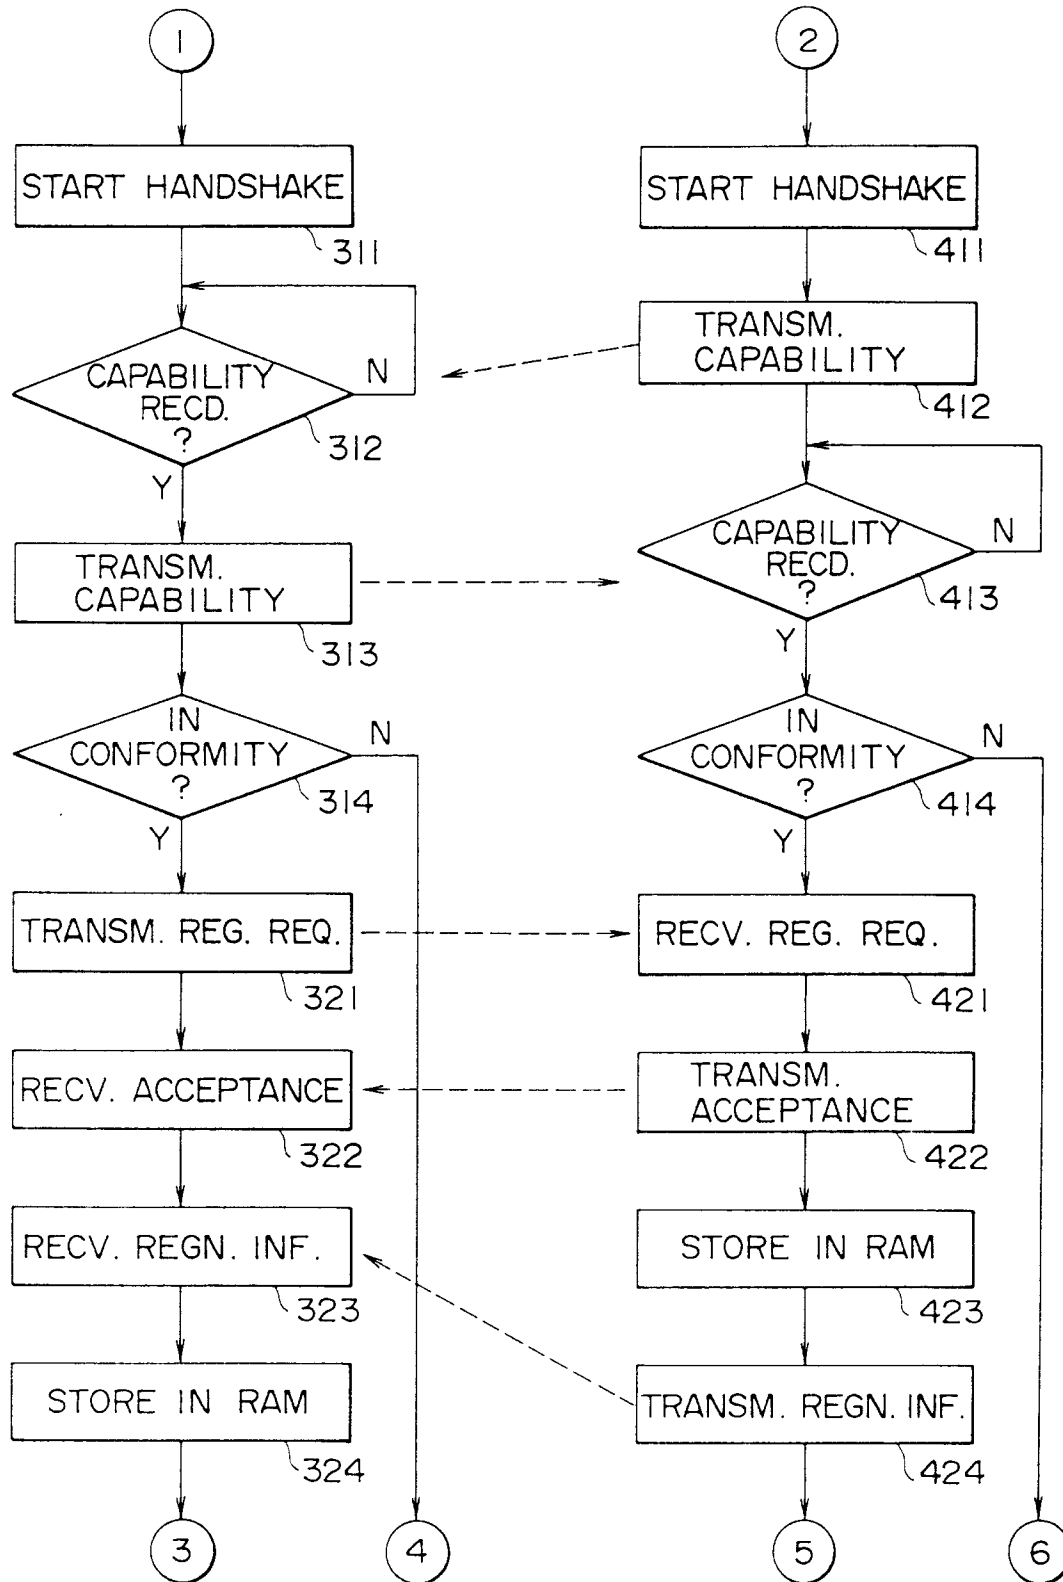 1
START HANDSHAKE
311
CAPABILITY
RECD.
?
312
N
Y
TRANSM.
CAPABILITY
313
IN
CONFORMITY
?
314
N
Y
TRANSM. REG. REQ.
321
RECV. ACCEPTANCE
322
RECV. REGN. INF.
323
STORE IN RAM
324
3
4
2
START HANDSHAKE
411
TRANSM.
CAPABILITY
412
CAPABILITY
RECD.
?
413
N
Y
IN
CONFORMITY
?
414
N
Y
RECV. REG. REQ.
421
TRANSM.
ACCEPTANCE
422
STORE IN RAM
423
TRANSM. REGN. INF.
424
5
6